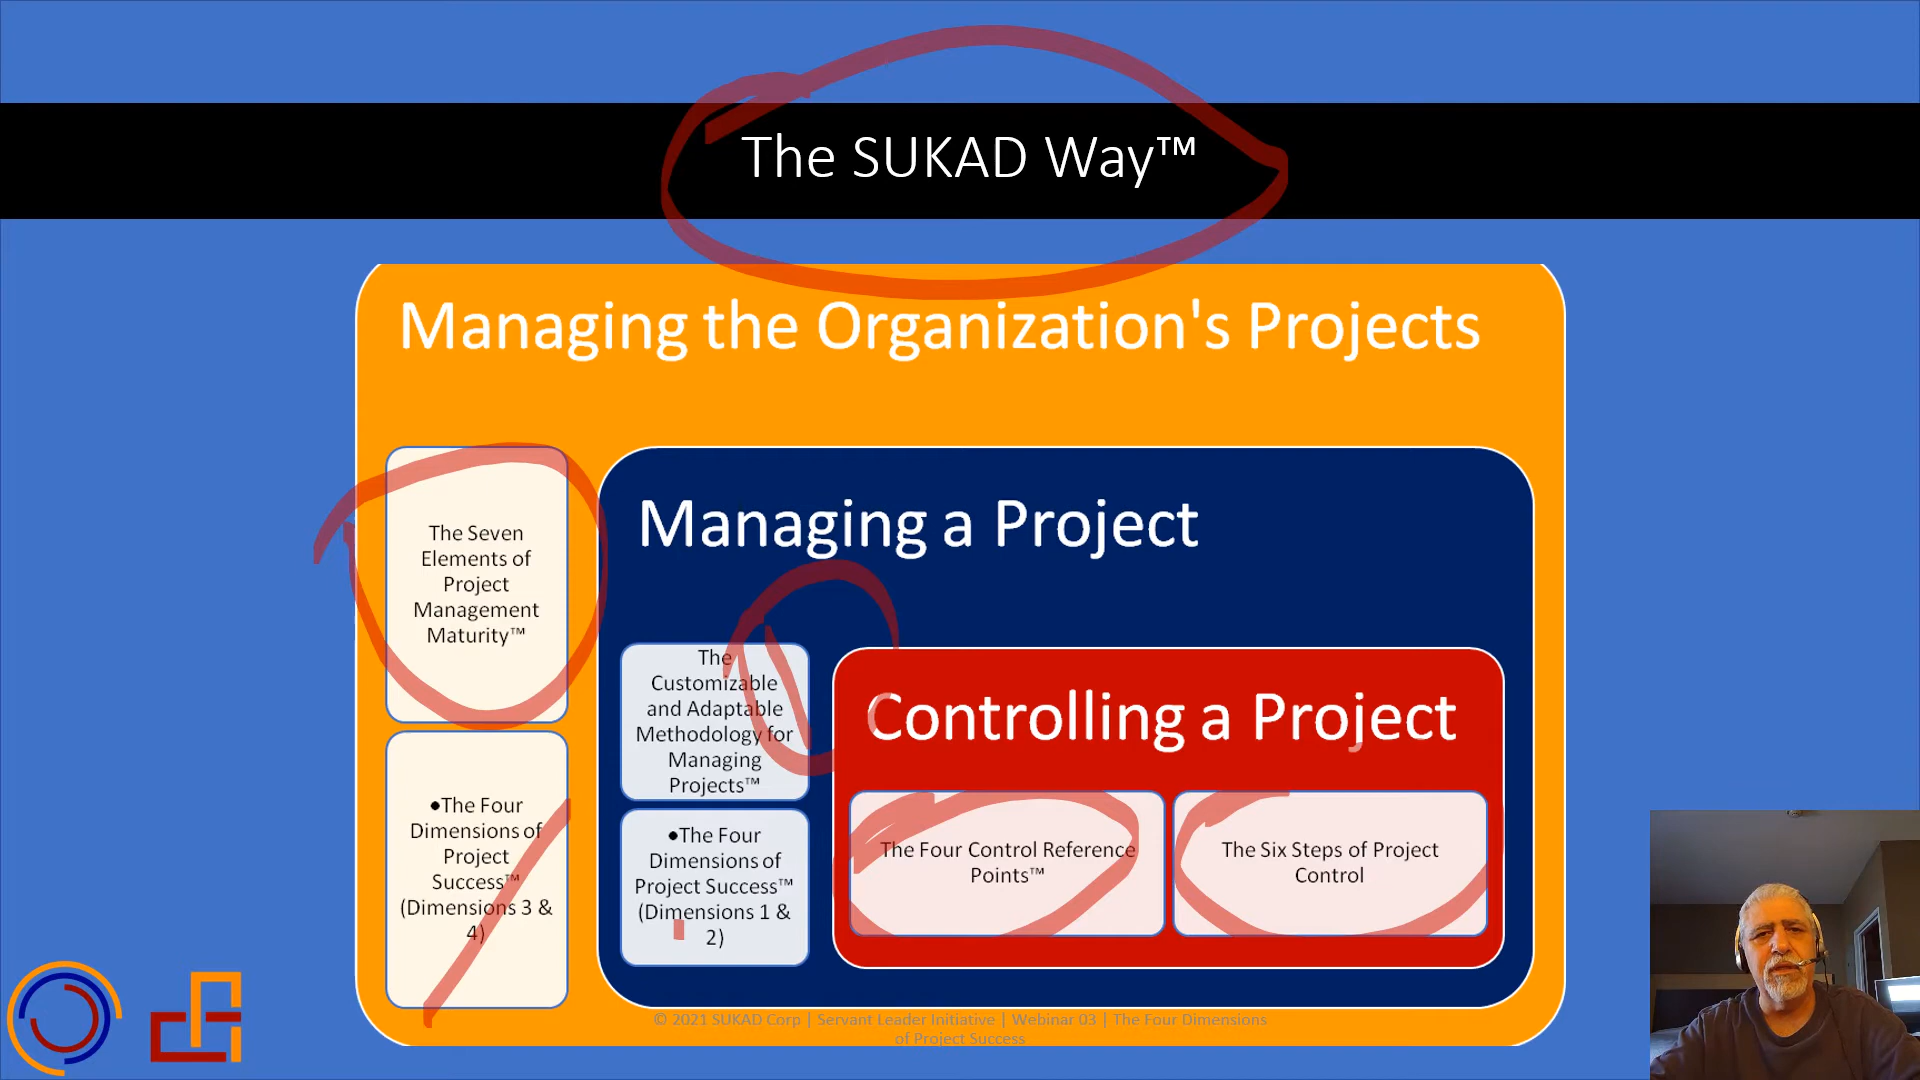 The SUKAD Way™
Managing the Organization's Projects
The Seven
Elements of
Project
Management
Maturity™
•The Four
Dimensions of
Project
Success™
(Dimensions 3 &
4)
Managing a Project
The
Customizable
and Adaptable
Methodology for
Managing
Projects™
•The Four
Dimensions of
Project Success™
(Dimensions 1 &
2)
Controlling a Project
The Four Control Reference
Points™
The Six Steps of Project
Control
© 2021 SUKAD Corp | Servant Leader Initiative | Webinar 03 | The Four Dimensions
of Project Success